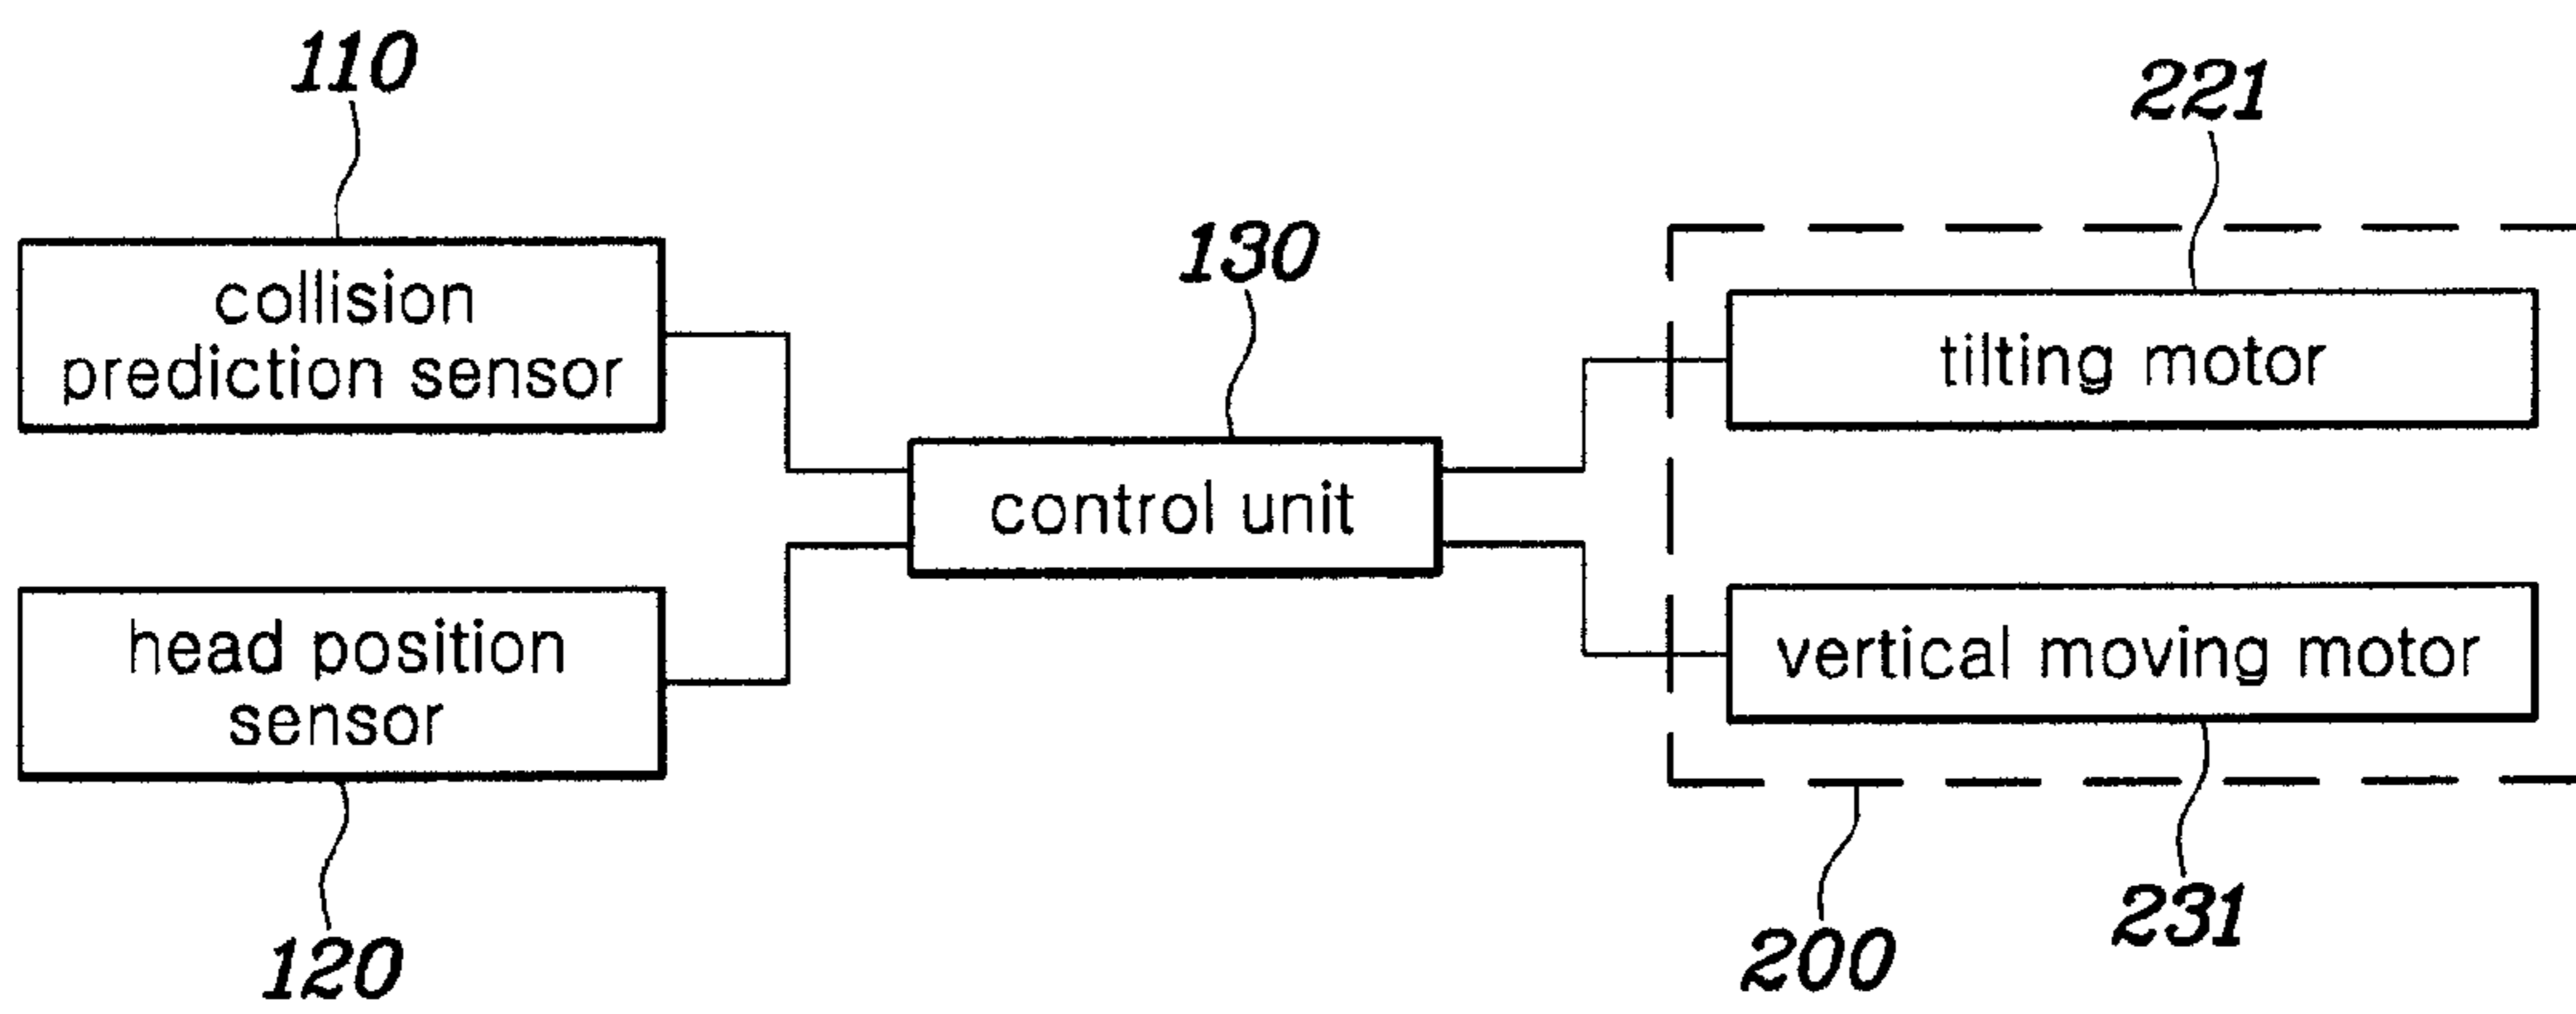 110
221
130
collision
prediction sensor
tilting motor
control unit
head position
sensor
vertical moving motor
120
200
231